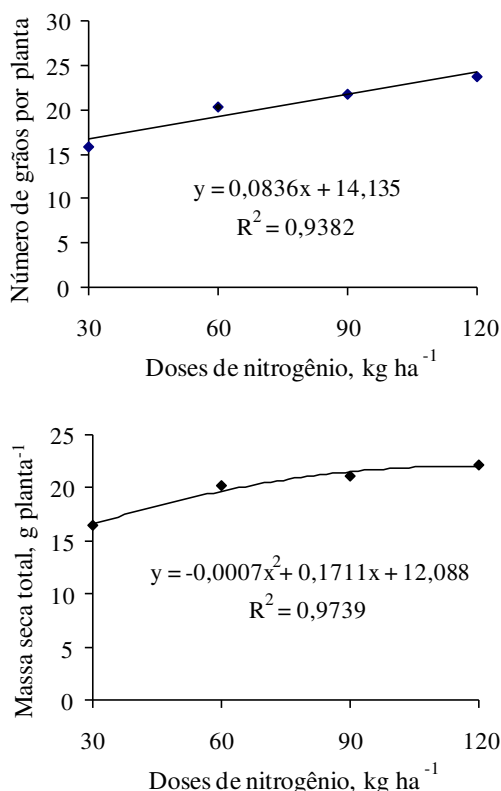 Número de grãos por planta
30
25
20
15
10
5
0
y = 0,0836x + 14,135
R² = 0,9382
30 60 90 120
Doses de nitrogênio, kg ha⁻¹
Massa seca total, g planta⁻¹
25
20
15
10
5
0
y = -0,0007x² + 0,1711x + 12,088
R² = 0,9739
30 60 90 120
Doses de nitrogênio, kg ha⁻¹